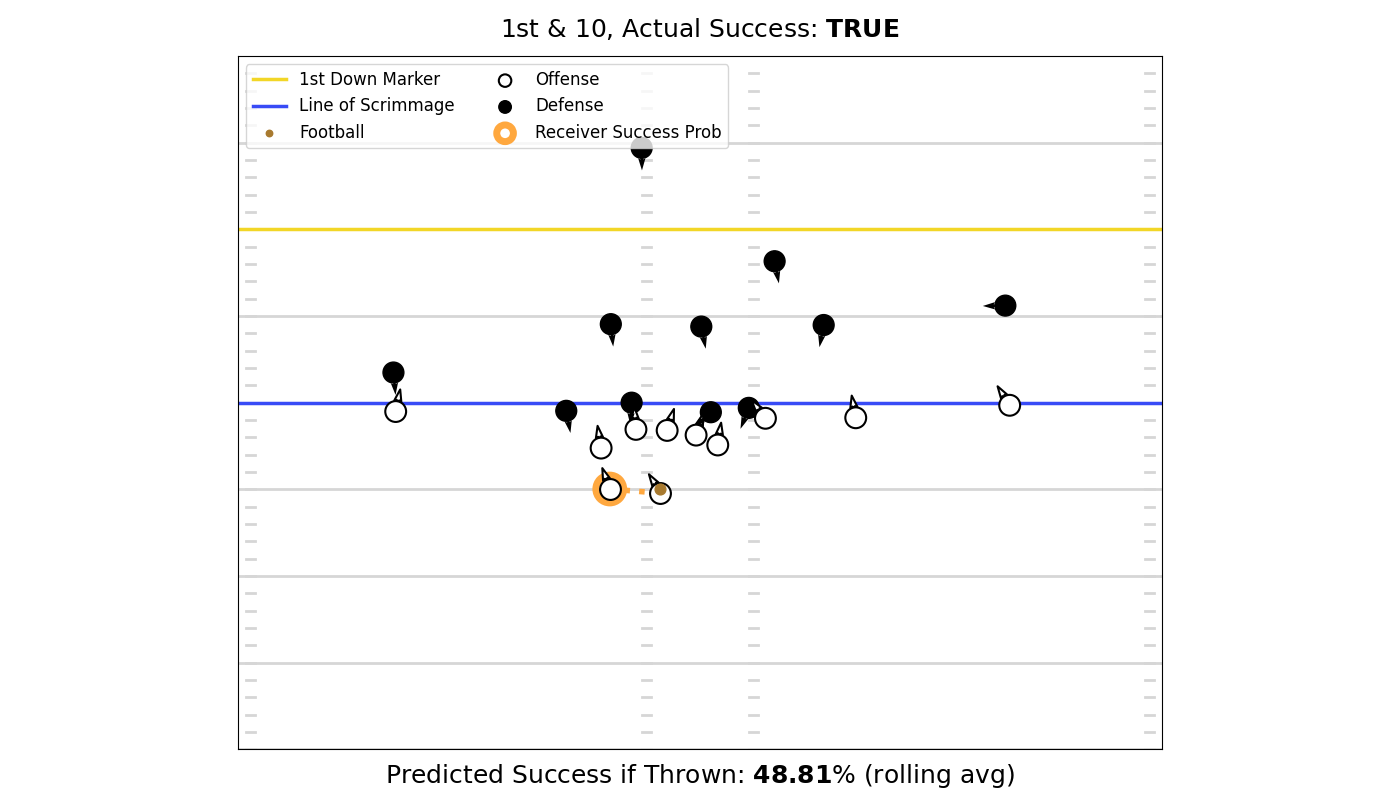 1st & 10, Actual Success: TRUE
1st Down Marker
Line of Scrimmage
Football
Offense
Defense
Receiver Success Prob
Predicted Success if Thrown: 48.81% (rolling avg)